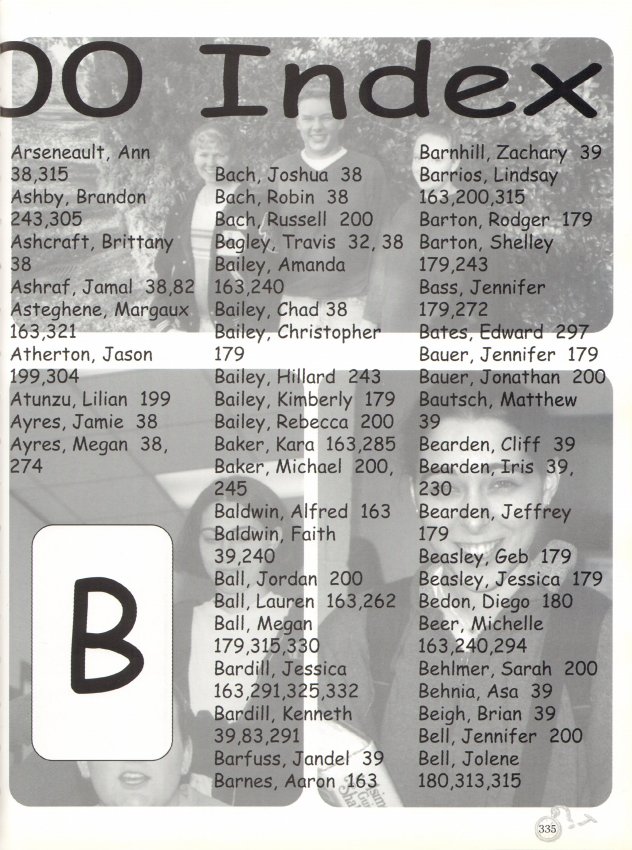 00 Index
Arseneault, Ann
38,315
Ashby, Brandon
243,305
Ashcraft, Brittany
38
Ashraf, Jamal 38,82
Asteghene, Margaux
163,321
Atherton, Jason
199,304
Atunzu, Lilian 199
Ayres, Jamie 38
Ayres, Megan 38,
274
B
Bach, Joshua 38
Bach, Robin 38
Bach, Russell 200
Bagley, Travis 32, 38
Bailey, Amanda
163,240
Bailey, Chad 38
Bailey, Christopher
179
Bailey, Hillard 243
Bailey, Kimberly 179
Bailey, Rebecca 200
Baker, Kara 163,285
Baker, Michael 200,
245
Baldwin, Alfred 163
Baldwin, Faith
39,240
Ball, Jordan 200
Ball, Lauren 163,262
Ball, Megan
179,315,330
Bardill, Jessica
163,291,325,332
Bardill, Kenneth
39,83,291
Barfuss, Jandel 39
Barnes, Aaron 163
Barnhill, Zachary 39
Barrios, Lindsay
163,200,315
Barton, Rodger 179
Barton, Shelley
179,243
Bass, Jennifer
179,272
Bates, Edward 297
Bauer, Jennifer 179
Bauer, Jonathan 200
Bautsch, Matthew
39
Bearden, Cliff 39
Bearden, Iris 39,
230
Bearden, Jeffrey
179
Beasley, Geb 179
Beasley, Jessica 179
Bedon, Diego 180
Beer, Michelle
163,240,294
Behlmer, Sarah 200
Behnia, Asa 39
Beigh, Brian 39
Bell, Jennifer 200
Bell, Jolene
180,313,315
335